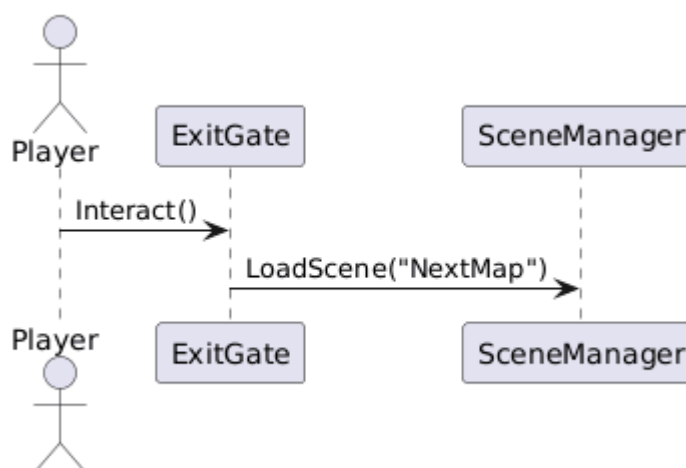 Player
ExitGate
SceneManager
Interact()
LoadScene("NextMap")
Player
ExitGate
SceneManager